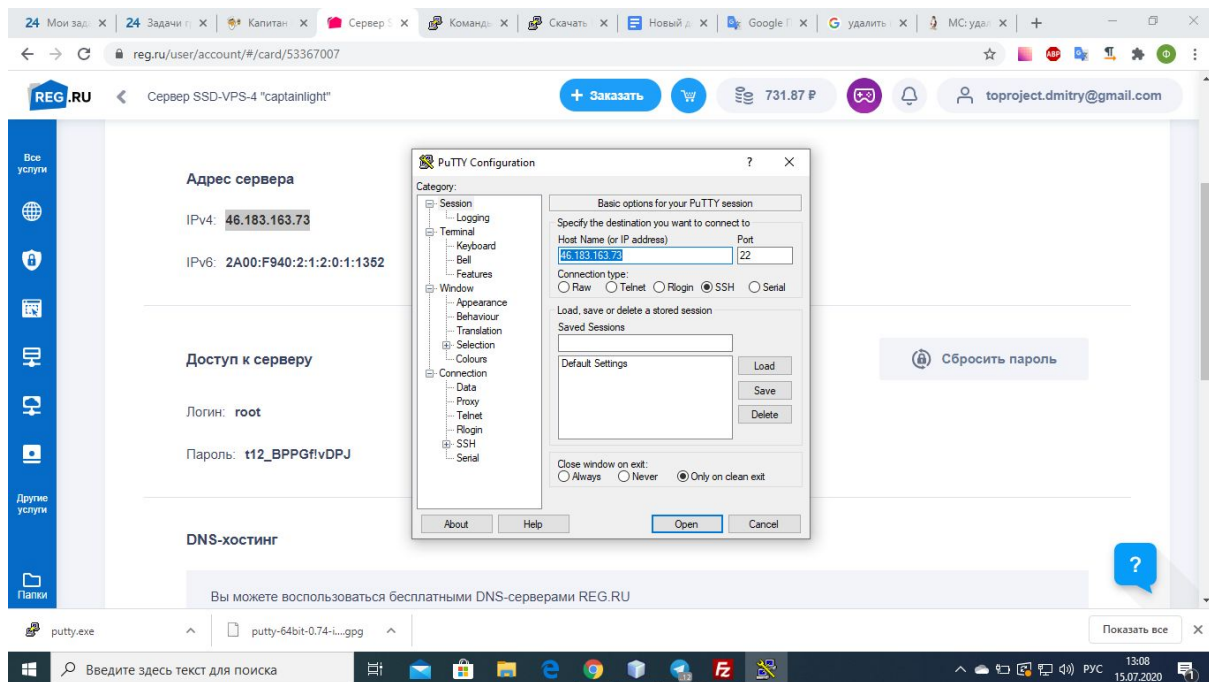 24 Мои зад
24 Задачи г
Капитан
Сервер S
Команд
Скачать
Новый д
Google П
удалить
МС: удал
reg.ru/user/account/#/card/53367007
ABP
Ф
REG.RU
Сервер SSD-VPS-4 "captainlight"
+ Заказать
731.87 ₽
toproject.dmitry@gmail.com
Все услуги
Другие услуги
Папки
Адрес сервера
IPv4: 46.183.163.73
IPv6: 2A00:F940:2:1:2:0:1:1352
Доступ к серверу
Сбросить пароль
Логин: root
Пароль: t12_BPPGf!vDPJ
DNS-хостинг
Вы можете воспользоваться бесплатными DNS-серверами REG.RU
PuTTY Configuration
? X
Category:
Session
Logging
Terminal
Keyboard
Bell
Features
Window
Appearance
Behaviour
Translation
Selection
Colours
Connection
Data
Proxy
Telnet
Rlogin
SSH
Serial
Basic options for your PuTTY session
Specify the destination you want to connect to
Host Name (or IP address) Port
46.183.163.73 22
Connection type:
Raw Telnet Rlogin SSH Serial
Load, save or delete a stored session
Saved Sessions
Default Settings
Load
Save
Delete
Close window on exit:
Always Never Only on clean exit
About Help Open Cancel
?
putty.exe
putty-64bit-0.74-i....gpg
Показать все
Введите здесь текст для поиска
РУС
13:08
15.07.2020